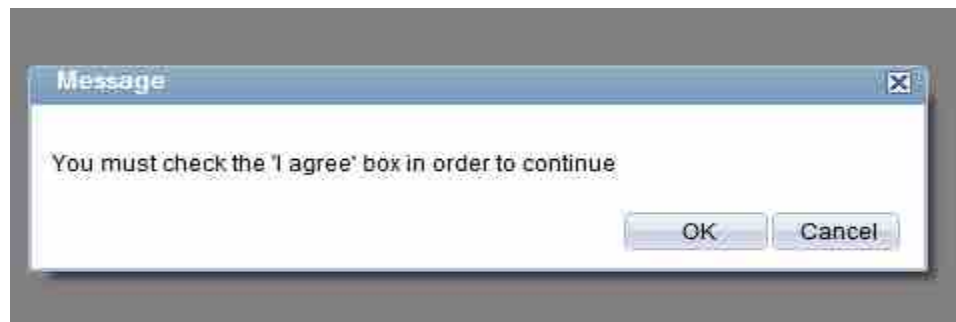 Message
You must check the 'I agree' box in order to continue
OK
Cancel